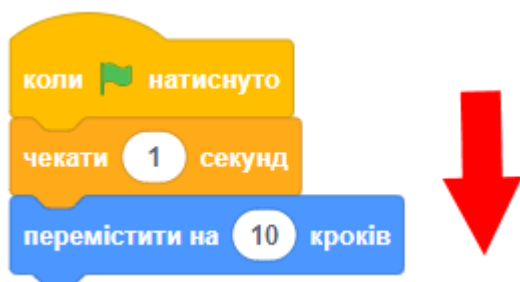 коли натиснуто
чекати 1 секунд
перемістити на 10 кроків